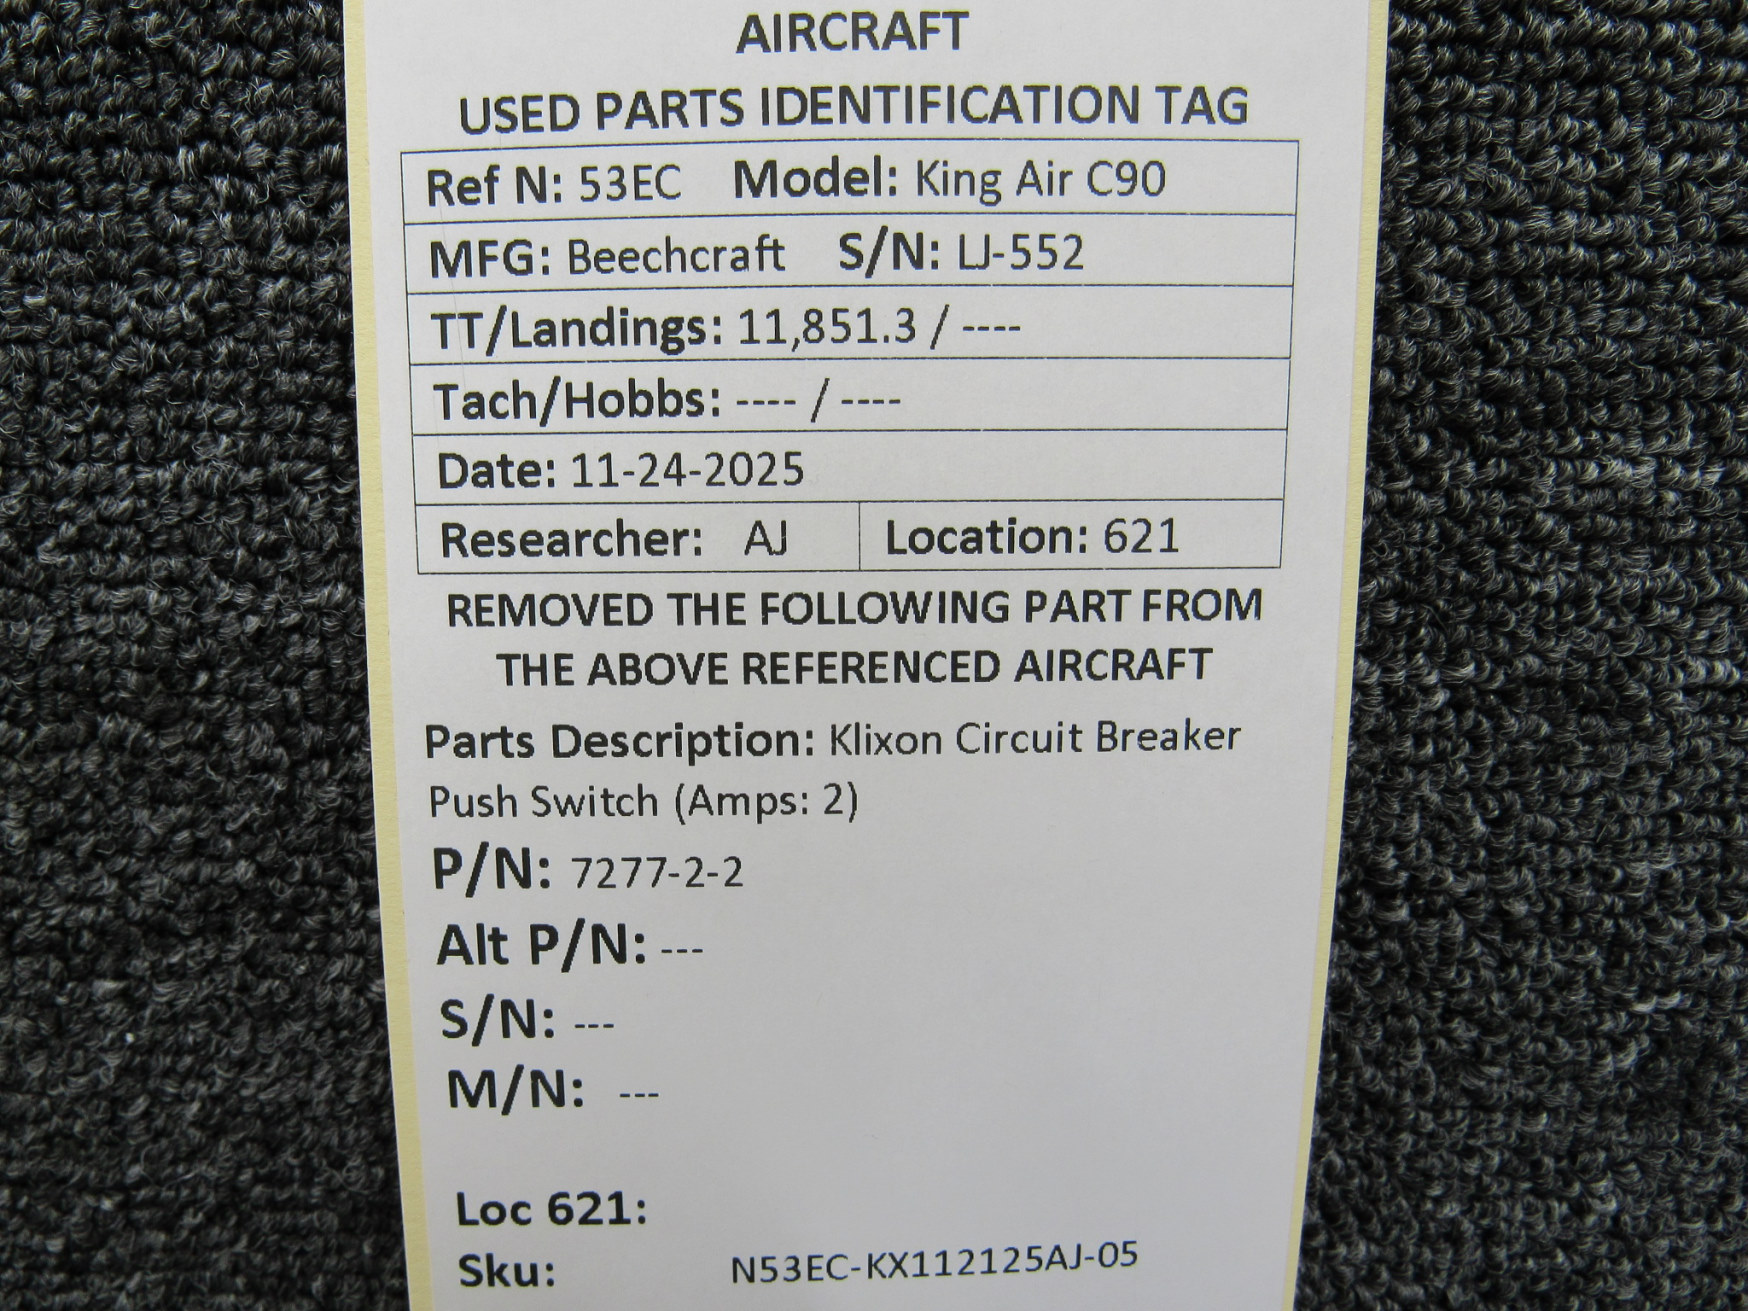 AIRCRAFT
USED PARTS IDENTIFICATION TAG
Ref N: 53EC Model: King Air C90
MFG: Beechcraft S/N: LJ-552
TT/Landings: 11,851.3 / ----
Tach/Hobbs: ---- / ----
Date: 11-24-2025
Researcher: AJ Location: 621
REMOVED THE FOLLOWING PART FROM
THE ABOVE REFERENCED AIRCRAFT
Parts Description: Klixon Circuit Breaker
Push Switch (Amps: 2)
P/N: 7277-2-2
Alt P/N: ---
S/N: ---
M/N: ---
Loc 621:
Sku: N53EC-KX112125AJ-05